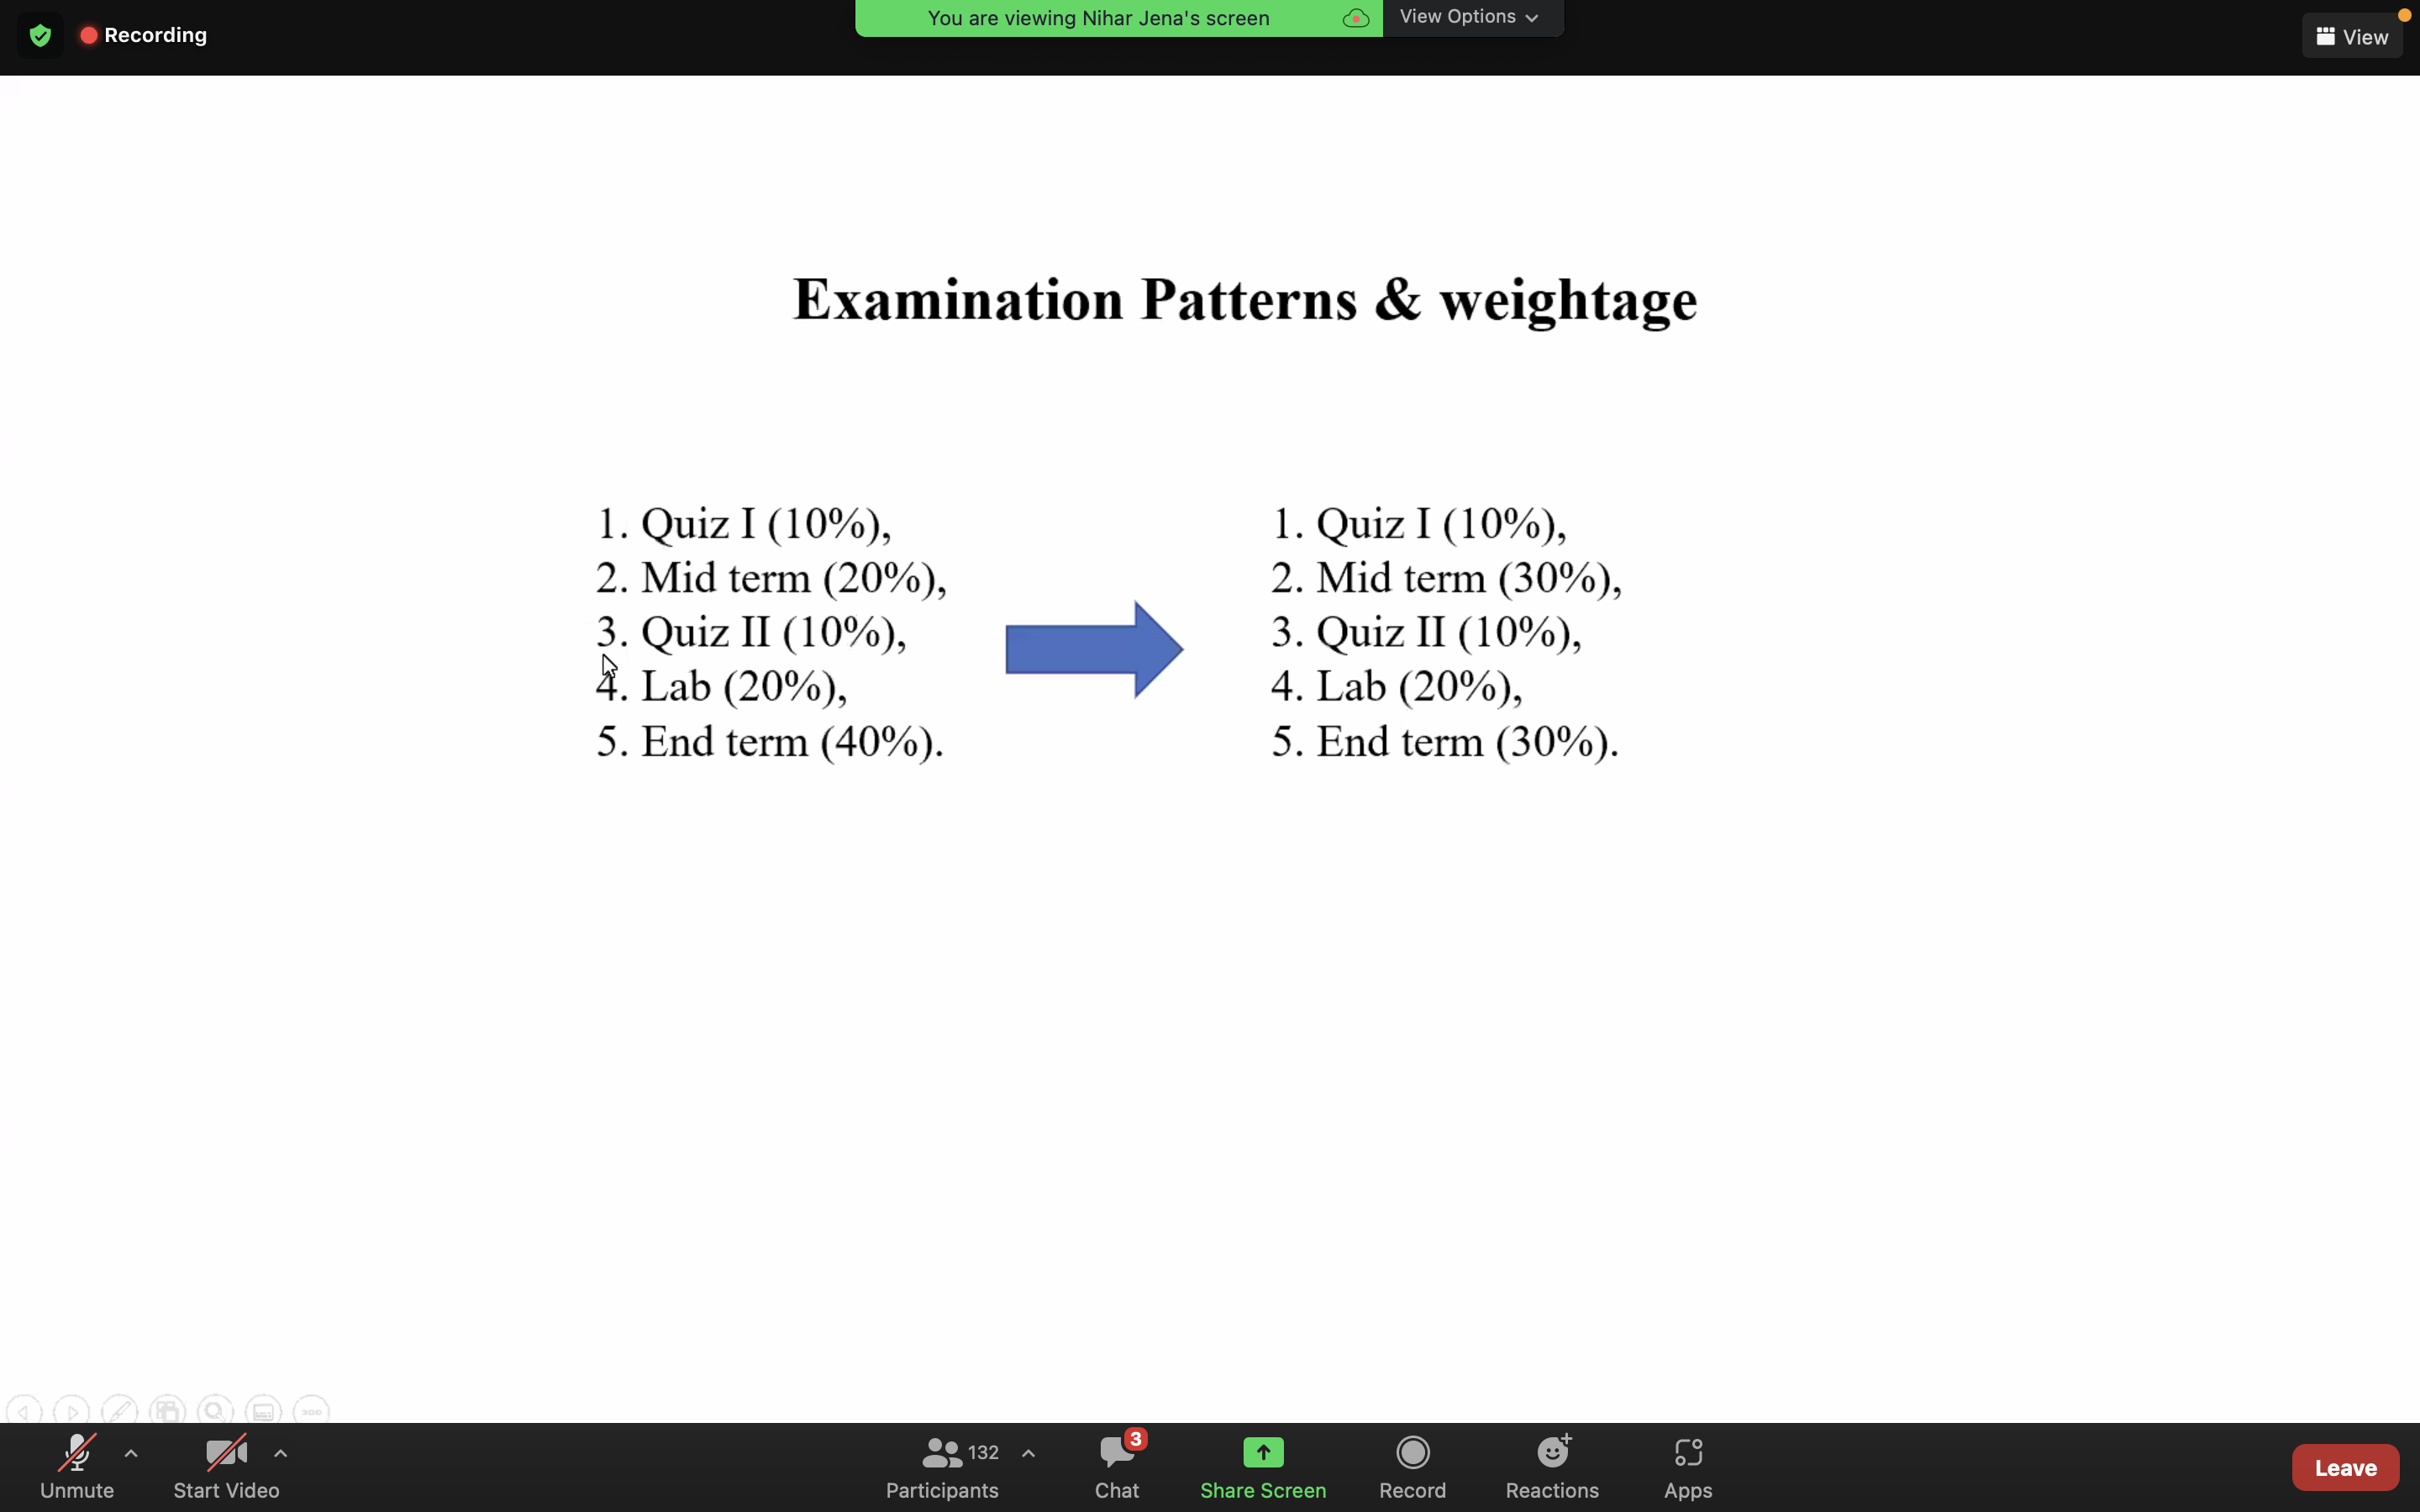 Recording
You are viewing Nihar Jena's screen
View Options
View
Examination Patterns & weightage
1. Quiz I (10%),
2. Mid term (20%),
3. Quiz II (10%),
4. Lab (20%),
5. End term (40%).
1. Quiz I (10%),
2. Mid term (30%),
3. Quiz II (10%),
4. Lab (20%),
5. End term (30%).
Unmute
Start Video
132
Participants
3
Chat
Share Screen
Record
Reactions
Apps
Leave